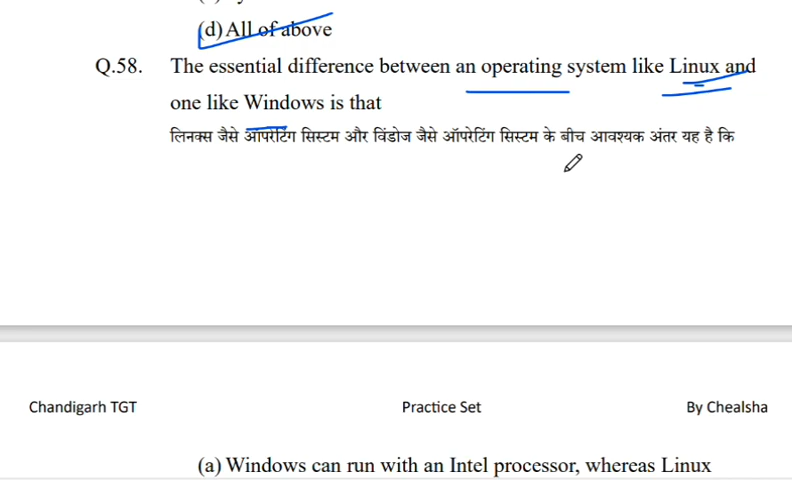 (d) All of above
Q.58. The essential difference between an operating system like Linux and
one like Windows is that
लिनक्स जैसे ऑपरेटिंग सिस्टम और विंडोज जैसे ऑपरेटिंग सिस्टम के बीच आवश्यक अंतर यह है कि
Chandigarh TGT Practice Set By Chealsha
(a) Windows can run with an Intel processor, whereas Linux